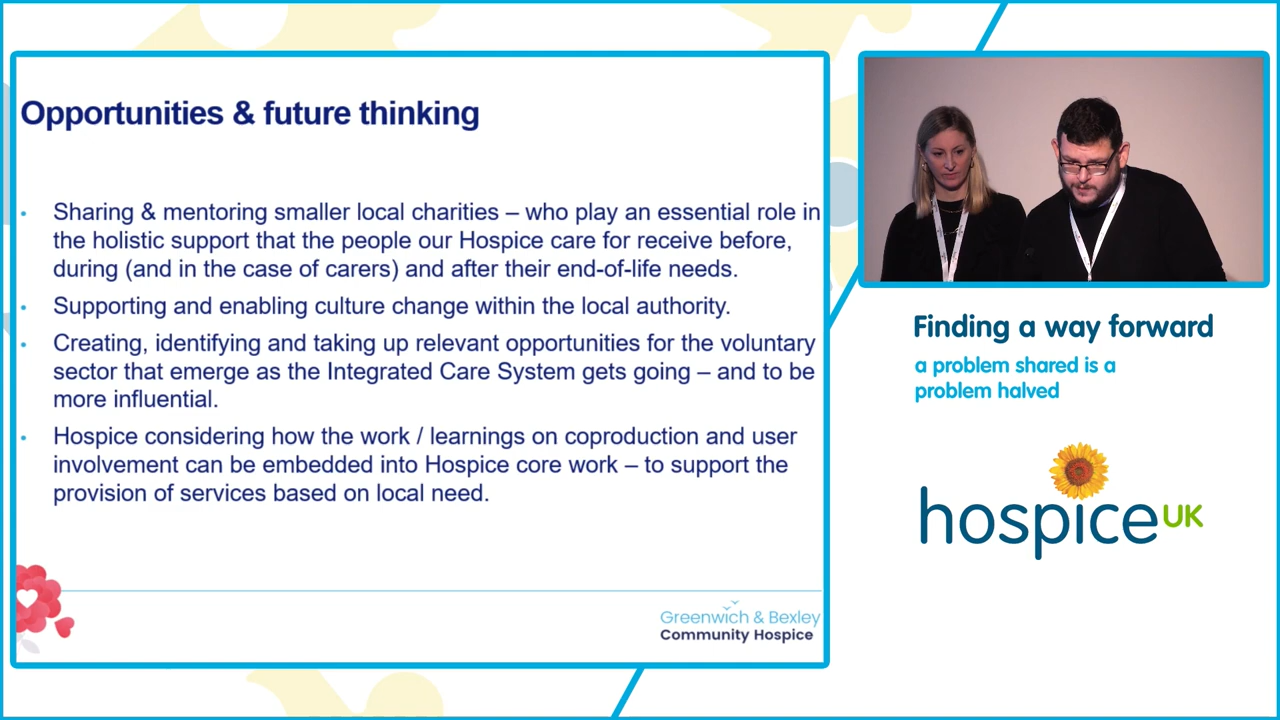 Opportunities & future thinking
• Sharing & mentoring smaller local charities – who play an essential role in
the holistic support that the people our Hospice care for receive before,
during (and in the case of carers) and after their end-of-life needs.
• Supporting and enabling culture change within the local authority.
• Creating, identifying and taking up relevant opportunities for the voluntary
sector that emerge as the Integrated Care System gets going – and to be
more influential.
• Hospice considering how the work / learnings on coproduction and user
involvement can be embedded into Hospice core work – to support the
provision of services based on local need.
Greenwich & Bexley
Community Hospice
Finding a way forward
a problem shared is a
problem halved
hospice UK